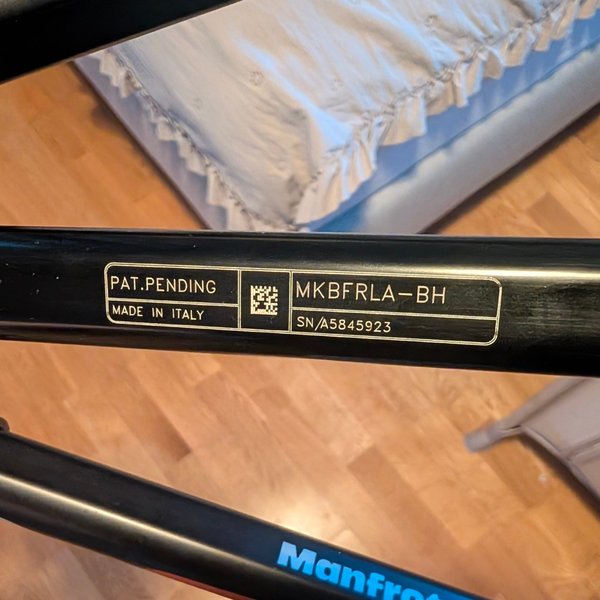 PAT.PENDING
MADE IN ITALY
MKBFRLA-BH
SN/A5845923